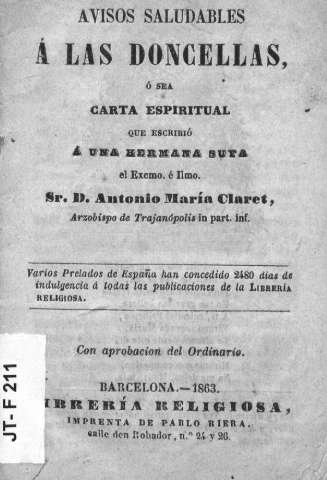 AVISOS SALUDABLES
Á LAS DONCELLAS,
ó SEA
CARTA ESPIRITUAL
QUE ESCRIBIÓ
Á UNA HERMANA SUYA
el Excmo. é Ilmo.
Sr. D. Antonio María Claret,
Arzobispo de Trajanópolis in part. inf.
Varios Prelados de España han concedido 2480 dias de
indulgencia á todas las publicaciones de la LIBRERÍA
RELIGIOSA.
Con aprobacion del Ordinario.
BARCELONA.—1863.
LIBRERÍA RELIGIOSA,
IMPRENTA DE PABLO RIERA,
calle den Robador, n.º 24 y 26.
JT- F 211